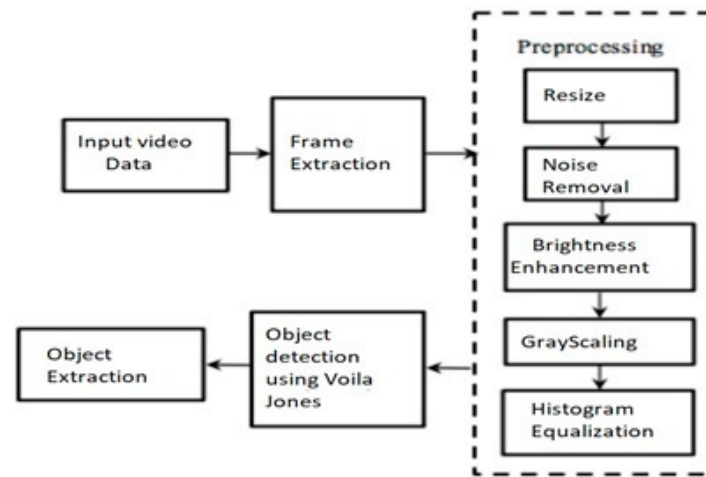 Input video
Data
Frame
Extraction
Preprocessing
Resize
Noise
Removal
Brightness
Enhancement
GrayScaling
Histogram
Equalization
Object
detection
using Voila
Jones
Object
Extraction